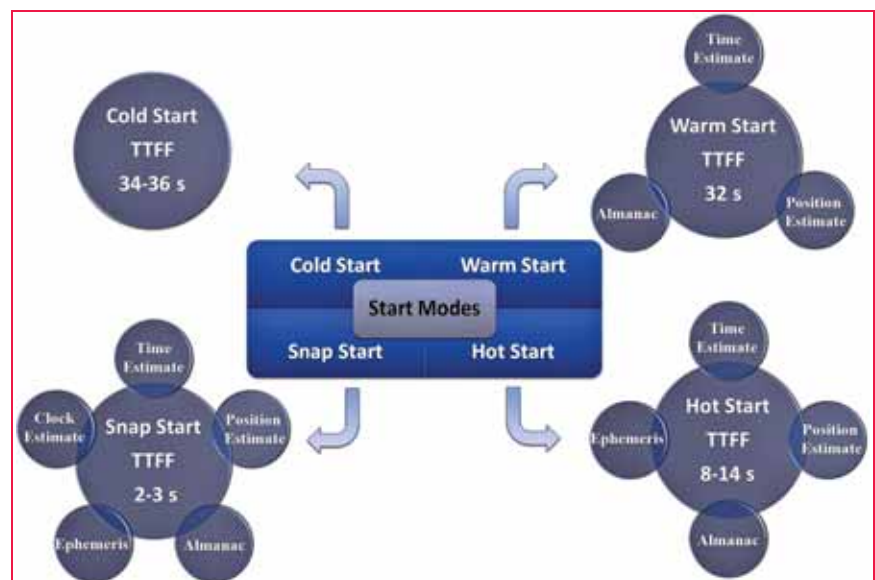 Cold Start
TTFF
34-36 s
Time
Estimate
Warm Start
TTFF
32 s
Almanac
Position
Estimate
Cold Start
Warm Start
Start Modes
Snap Start
Hot Start
Time
Estimate
Clock
Estimate
Position
Estimate
Snap Start
TTFF
2-3 s
Ephemeris
Almanac
Time
Estimate
Ephemeris
Hot Start
TTFF
8-14 s
Position
Estimate
Almanac